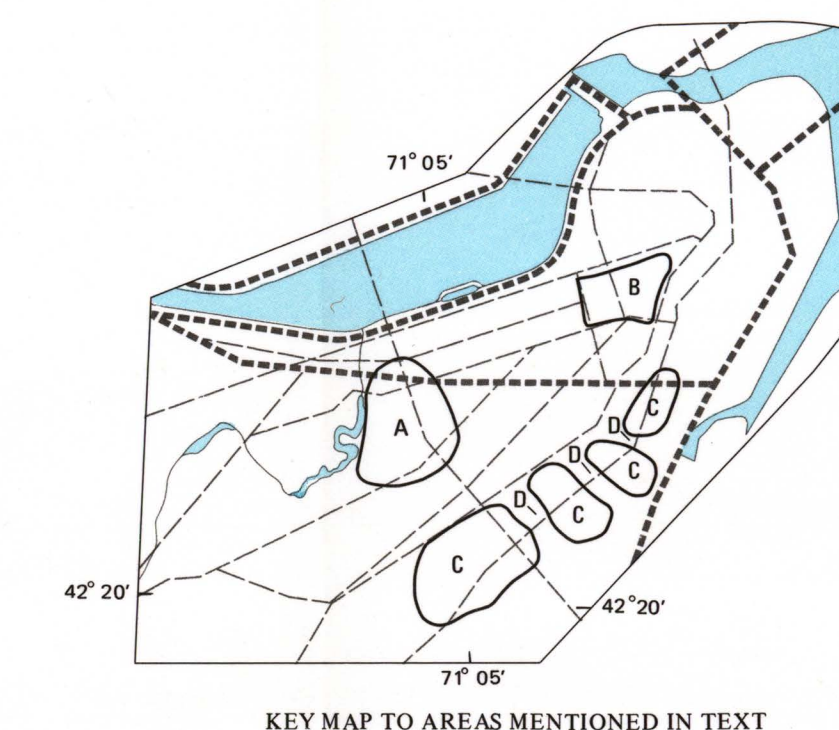 71° 05′
B
A
C
D
D
C
D
C
C
42° 20′
42° 20′
71° 05′
KEY MAP TO AREAS MENTIONED IN TEXT